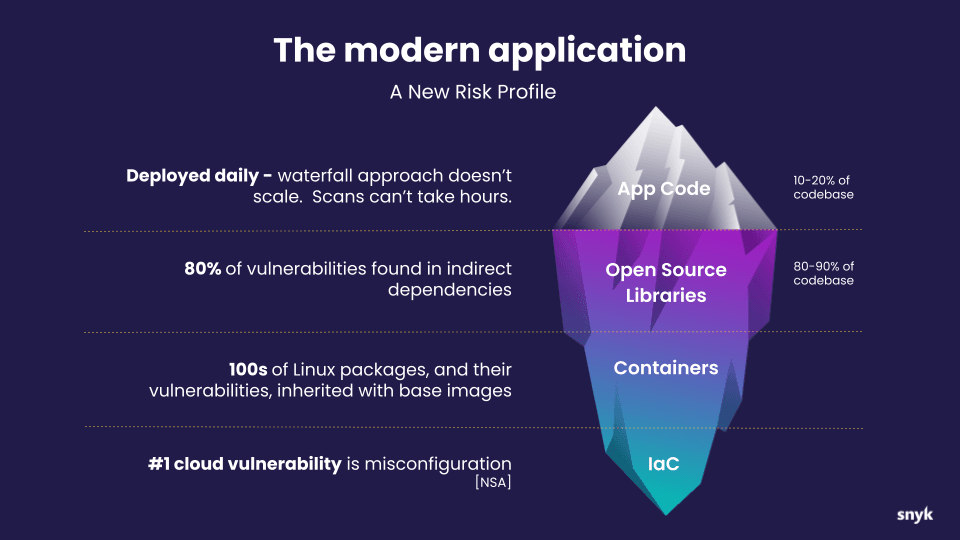 The modern application
A New Risk Profile
Deployed daily - waterfall approach doesn't
scale.  Scans can't take hours.
App Code
10-20% of
codebase
80% of vulnerabilities found in indirect
dependencies
Open Source
Libraries
80-90% of
codebase
100s of Linux packages, and their
vulnerabilities, inherited with base images
Containers
#1 cloud vulnerability is misconfiguration
[NSA]
IaC
snyk